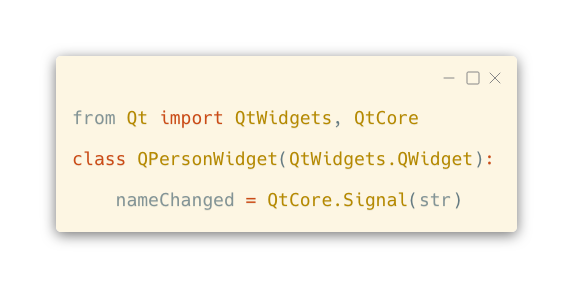 from Qt import QtWidgets, QtCore
class QPersonWidget(QtWidgets.QWidget):
    nameChanged = QtCore.Signal(str)